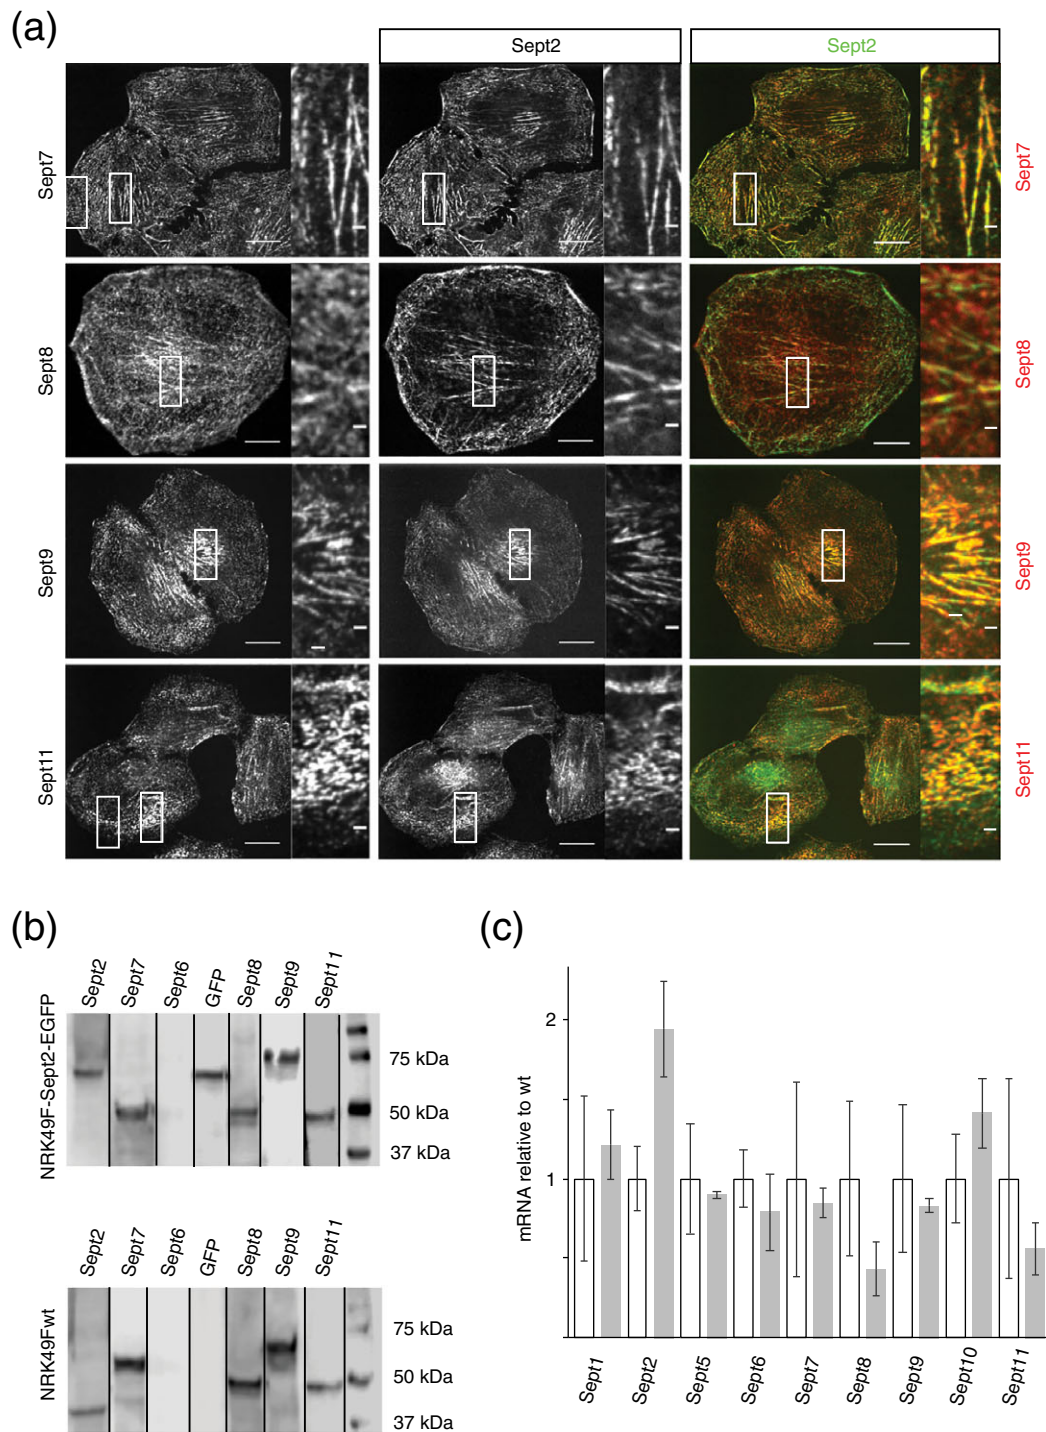 (a)
Sept2
Sept2
Sept7
Sept7
Sept8
Sept8
Sept9
Sept9
Sept11
Sept11
(b)
NRK49F-Sept2-EGFP
Sept2
Sept7
Sept6
GFP
Sept8
Sept9
Sept11
75 kDa
50 kDa
37 kDa
NRK49Fwt
Sept2
Sept7
Sept6
GFP
Sept8
Sept9
Sept11
75 kDa
50 kDa
37 kDa
(c)
mRNA relative to wt
2
1
Sept1
Sept2
Sept5
Sept6
Sept7
Sept8
Sept9
Sept10
Sept11